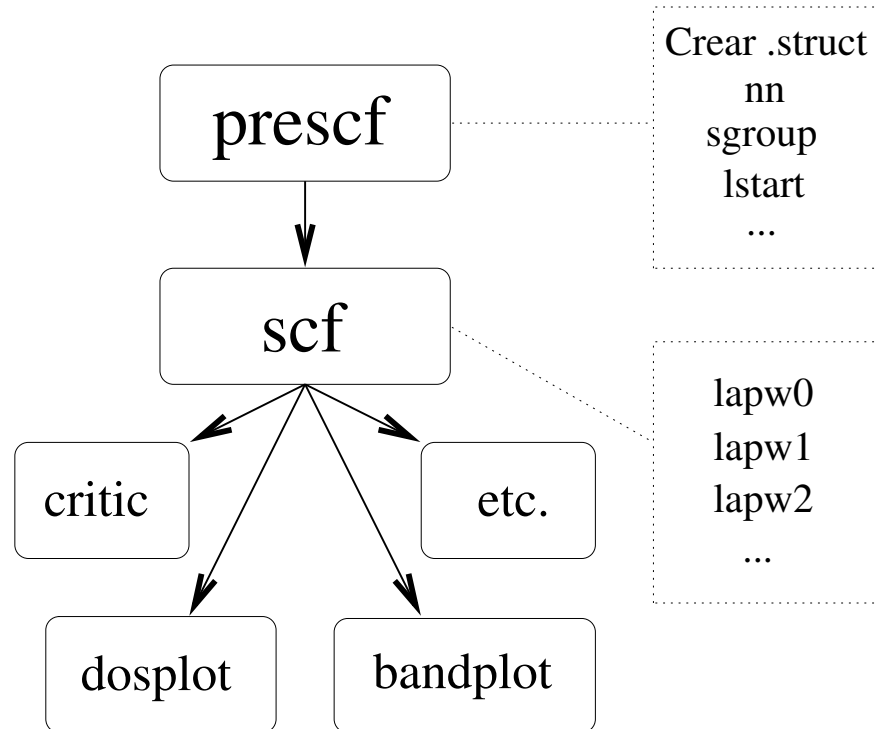 prescf
scf
critic
etc.
dosplot
bandplot
Crear .struct
nn
sgroup
lstart
...
lapw0
lapw1
lapw2
...